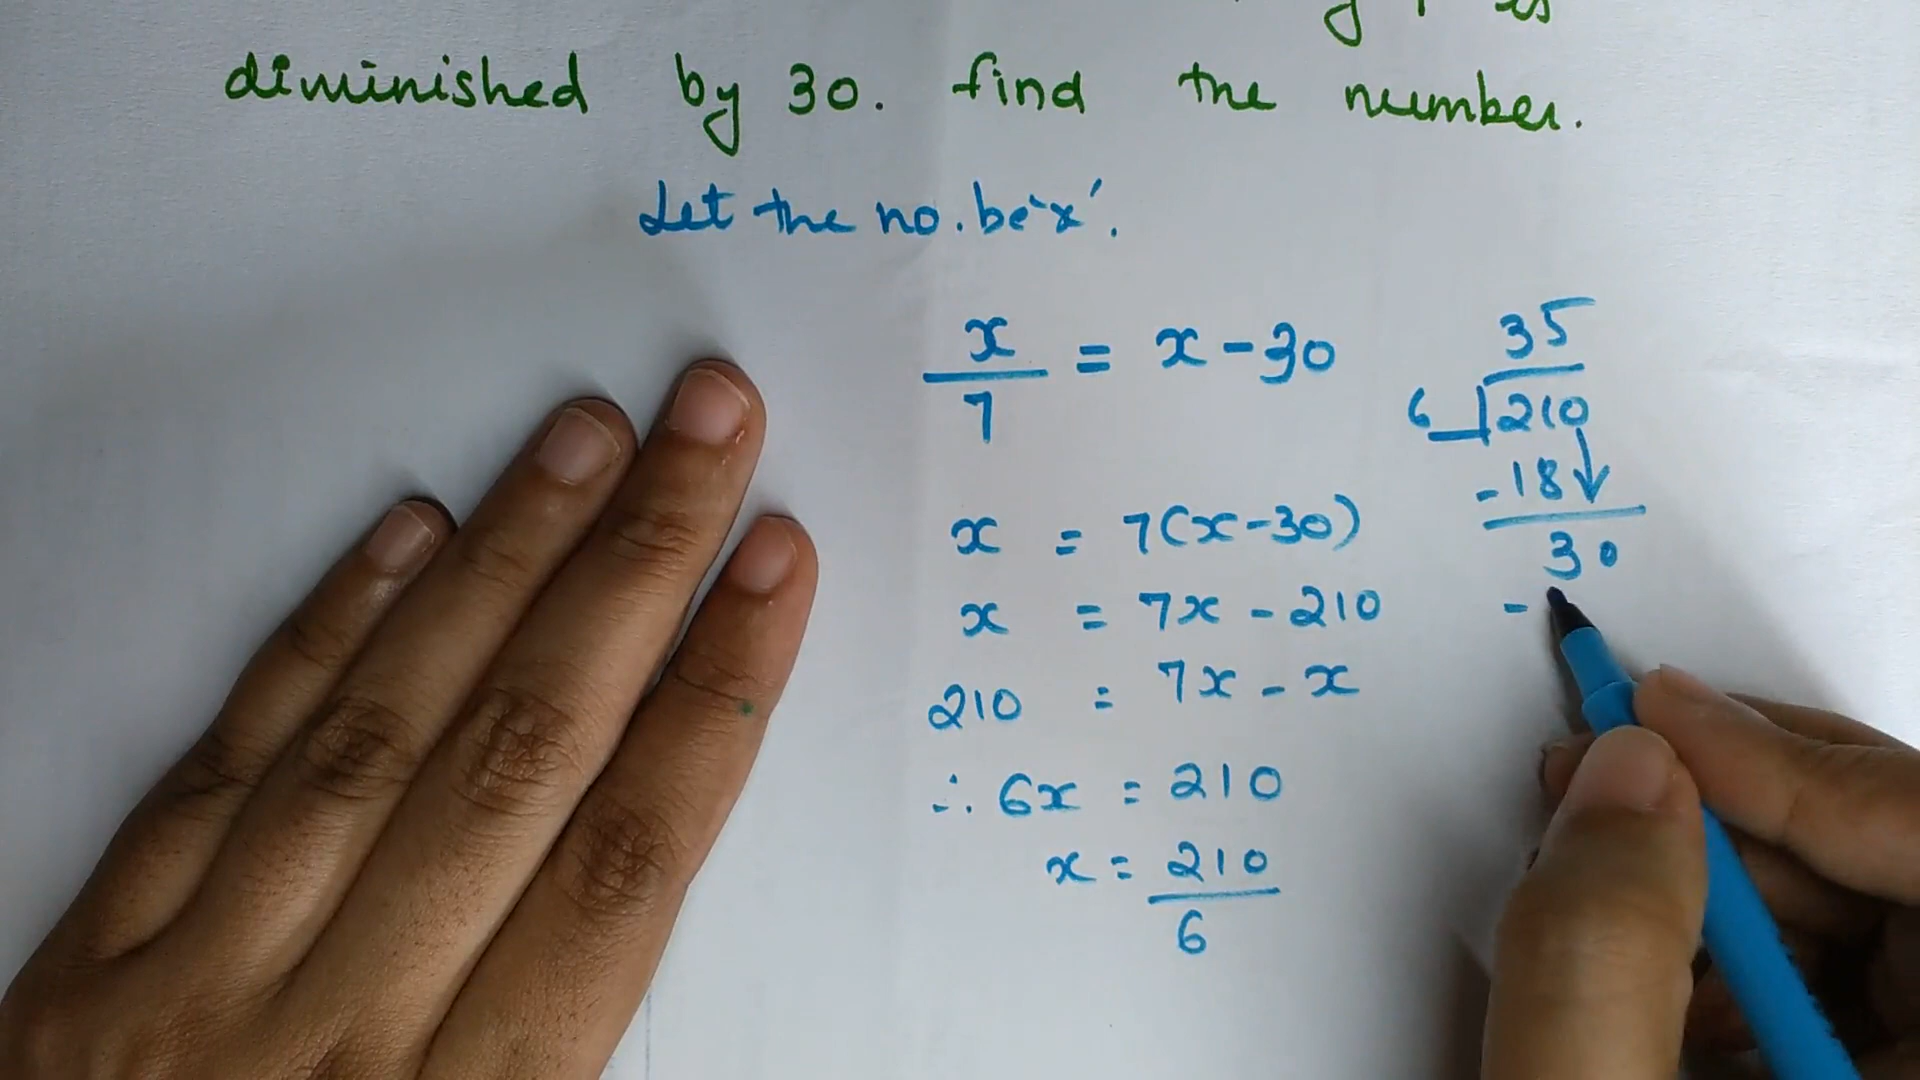 is
diminished by 30. find the number.
Let the no. be 'x'.
x
/ 7 = x - 30
x = 7(x-30)
x = 7x - 210
210 = 7x - x
∴ 6x = 210
x = 210
/ 6
35
6 210
-18↓
30
-